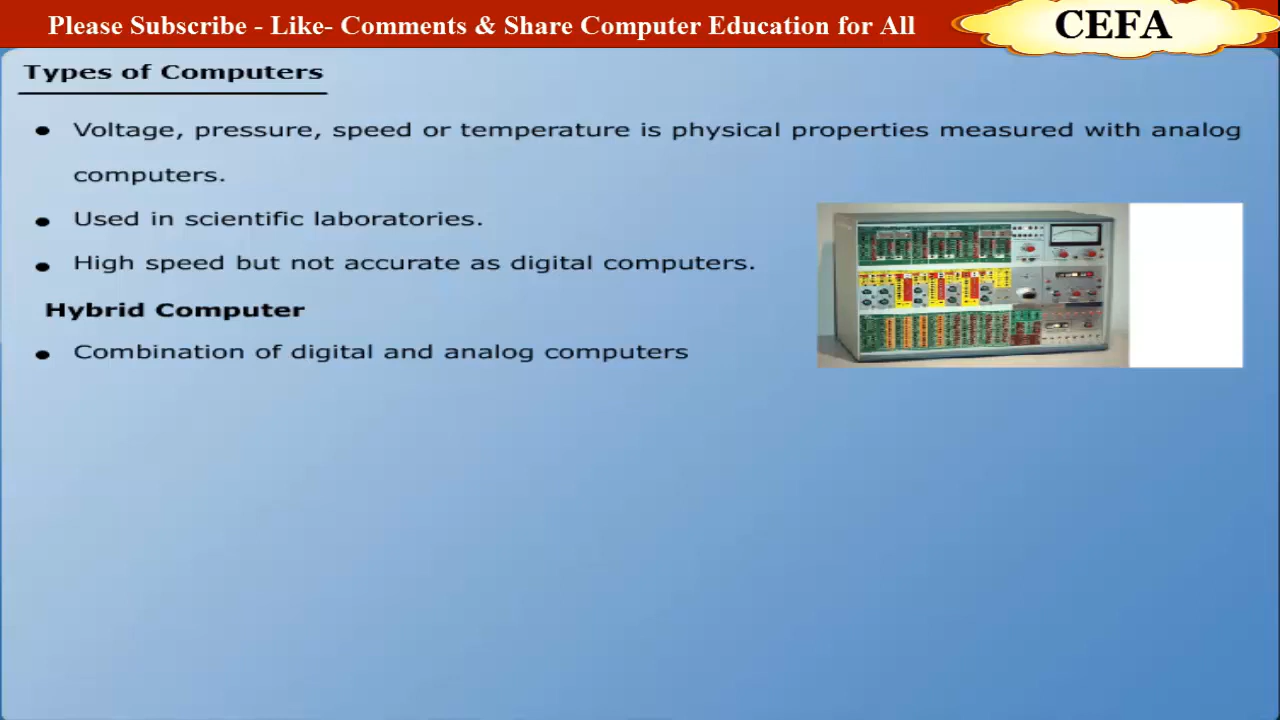 Please Subscribe - Like- Comments & Share Computer Education for All
CEFA
Types of Computers
● Voltage, pressure, speed or temperature is physical properties measured with analog
computers.
● Used in scientific laboratories.
● High speed but not accurate as digital computers.
Hybrid Computer
● Combination of digital and analog computers